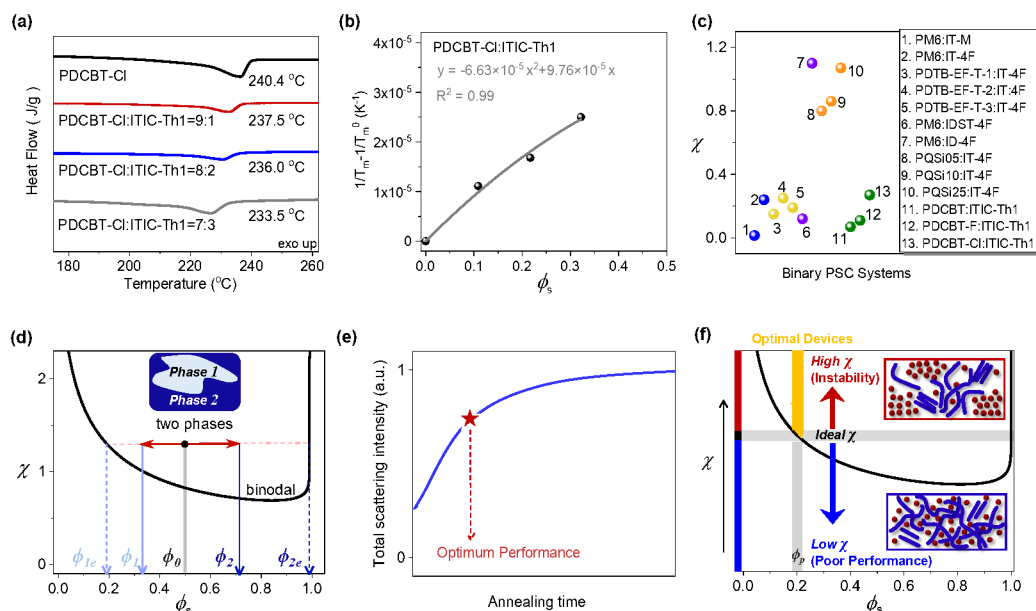 (a)
PDCBT-Cl
240.4 °C
PDCBT-Cl:ITIC-Th1=9:1
237.5 °C
PDCBT-Cl:ITIC-Th1=8:2
236.0 °C
PDCBT-Cl:ITIC-Th1=7:3
233.5 °C
exo up
Heat Flow ( J/g )
180 200 220 240 260
Temperature (°C)
(b)
4x10⁻⁵
3x10⁻⁵
2x10⁻⁵
1x10⁻⁵
0
PDCBT-Cl:ITIC-Th1
y = -6.63×10⁻⁵ x²+9.76×10⁻⁵ x
R² = 0.99
1/Tₘ-1/Tₘ⁰ (K⁻¹)
0.0 0.1 0.2 0.3 0.4
ϕₛ
(c)
1.2
0.8
0.4
0.0
χ
1 2 3 4 5 6 7 8 9 10 11 12 13
Binary PSC Systems
1. PM6:IT-M
2. PM6:IT-4F
3. PDTB-EF-T-1:IT-4F
4. PDTB-EF-T-2:IT-4F
5. PDTB-EF-T-3:IT-4F
6. PM6:IDST-4F
7. PM6:ID-4F
8. PQSi05:IT-4F
9. PQSi10:IT-4F
10. PQSi25:IT-4F
11. PDCBT:ITIC-Th1
12. PDCBT-F:ITIC-Th1
13. PDCBT-Cl:ITIC-Th1
(d)
2
1
0
χ
Phase 1
Phase 2
two phases
binodal
ϕ₁ₑ ϕ₁ ϕ₀ ϕ₂ ϕ₂ₑ
0.0 0.2 0.4 0.6 0.8 1.0
ϕₛ
(e)
1
0
Total scattering intensity (a.u.)
Optimum Performance
Annealing time
(f)
Optimal Devices
High χ
(Instability)
Ideal χ
Low χ
(Poor Performance)
χ
ϕₚ
0.0 0.2 0.4 0.6 0.8 1.0
ϕₛ